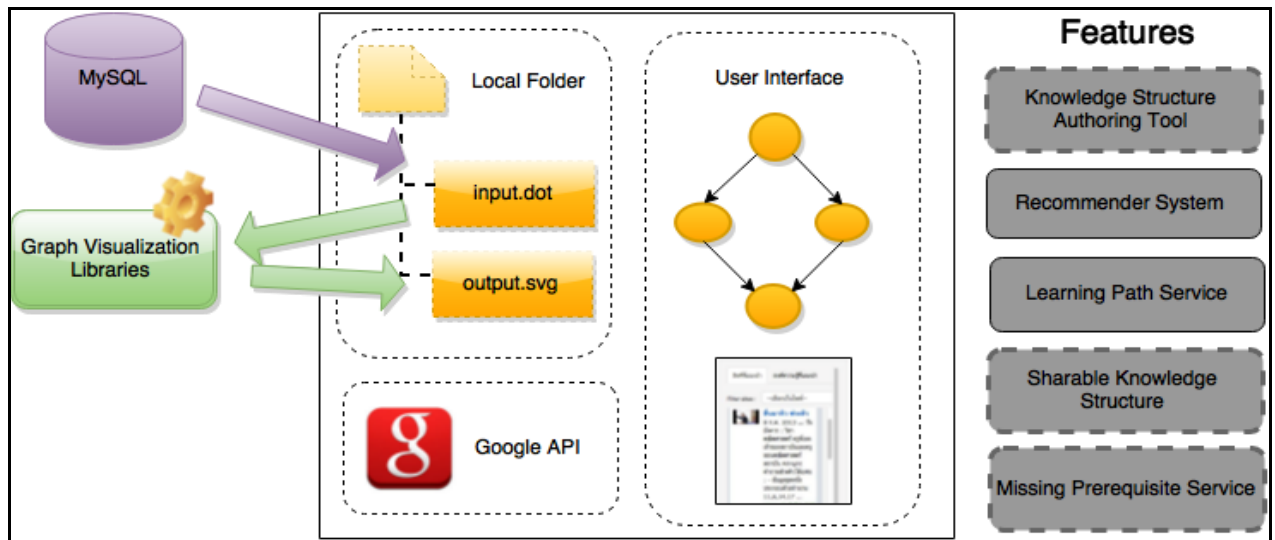 MySQL
Graph Visualization
Libraries
Local Folder
input.dot
output.svg
g
Google API
User Interface
Features
Knowledge Structure
Authoring Tool
Recommender System
Learning Path Service
Sharable Knowledge
Structure
Missing Prerequisite Service